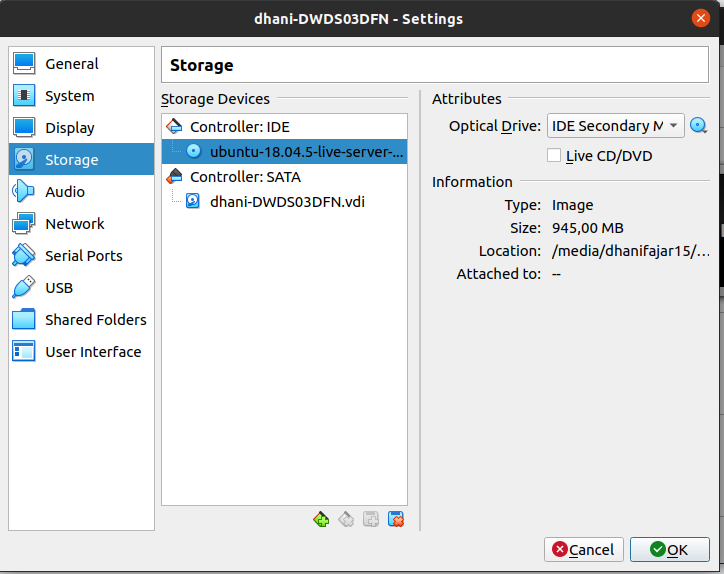 dhani-DWDS03DFN - Settings
General
System
Display
Storage
Audio
Network
Serial Ports
USB
Shared Folders
User Interface
Storage
Storage Devices
Controller: IDE
ubuntu-18.04.5-live-server-...
Controller: SATA
dhani-DWDS03DFN.vdi
Attributes
Optical Drive: IDE Secondary M
Live CD/DVD
Information
Type: Image
Size: 945,00 MB
Location: /media/dhanifajar15/...
Attached to: --
Cancel
OK